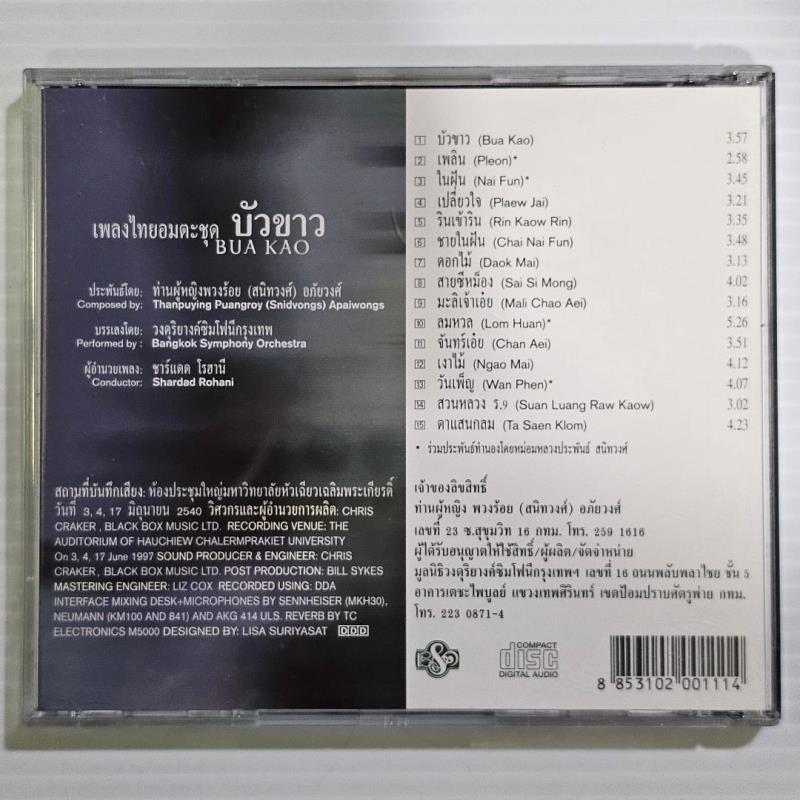 เพลงไทยอมตะชุด บัวขาว
BUA KAO
ประพันธ์โดย: ท่านผู้หญิงพวงร้อย (สนิทวงศ์) อภัยวงศ์
Composed by: Thanpuying Puangroy (Snidvongs) Apaiwongs
บรรเลงโดย: วงดุริยางค์ซิมโฟนีกรุงเทพ
Performed by: Bangkok Symphony Orchestra
ผู้อำนวยเพลง: ชาร์แดด โรฮานี
Conductor: Shardad Rohani
สถานที่บันทึกเสียง: ห้องประชุมใหญ่มหาวิทยาลัยหัวเฉียวเฉลิมพระเกียรติ์
วันที่ 3, 4, 17 มิถุนายน 2540 วิศวกรและผู้อำนวยการผลิต: CHRIS
CRAKER, BLACK BOX MUSIC LTD. RECORDING VENUE: THE
AUDITORIUM OF HAUCHIEW CHALERMPRAKIET UNIVERSITY
On 3, 4, 17 June 1997 SOUND PRODUCER & ENGINEER: CHRIS
CRAKER, BLACK BOX MUSIC LTD. POST PRODUCTION: BILL SYKES
MASTERING ENGINEER: LIZ COX RECORDED USING: DDA
INTERFACE MIXING DESK+MICROPHONES BY SENNHEISER (MKH30),
NEUMANN (KM100 AND 841) AND AKG 414 ULS. REVERB BY TC
ELECTRONICS M5000 DESIGNED BY: LISA SURIYASAT DDD
1 บัวขาว (Bua Kao) 3.57
2 เพลิน (Pleon)* 2.58
3 ในฝัน (Nai Fun)* 3.45
4 เปลี่ยวใจ (Plaew Jai) 3.21
5 รินเข้าริน (Rin Kaow Rin) 3.35
6 ชายในฝัน (Chai Nai Fun) 3.48
7 ดอกไม้ (Daok Mai) 3.13
8 สายซีหม็อง (Sai Si Mong) 4.02
9 มะลิเจ้าเอ๋ย (Mali Chao Aei) 3.16
10 ลมหวล (Lom Huan)* 5.26
11 จันทร์เอ๋ย (Chan Aei) 3.51
12 เงาไม้ (Ngao Mai) 4.12
13 วันเพ็ญ (Wan Phen)* 4.07
14 สวนหลวง ร.9 (Suan Luang Raw Kaow) 3.02
15 ตาแสนกลม (Ta Saen Klom) 4.23
* ร่วมประพันธ์ทำนองโดยหม่อมหลวงประพันธ์ สนิทวงศ์
เจ้าของลิขสิทธิ์
ท่านผู้หญิง พวงร้อย (สนิทวงศ์) อภัยวงศ์
เลขที่ 23 ซ.สุขุมวิท 16 กทม. โทร. 259 1616
ผู้ได้รับอนุญาตให้ใช้สิทธิ์/ผู้ผลิต/จัดจำหน่าย
มูลนิธิวงดุริยางค์ซิมโฟนีกรุงเทพฯ เลขที่ 16 ถนนพลับพลาไชย ชั้น 5
อาคารเตชะไพบูลย์ แขวงเทพศิรินทร์ เขตป้อมปราบศัตรูพ่าย กทม.
โทร. 223 0871-4
COMPACT
disc
DIGITAL AUDIO
8 853102 001114